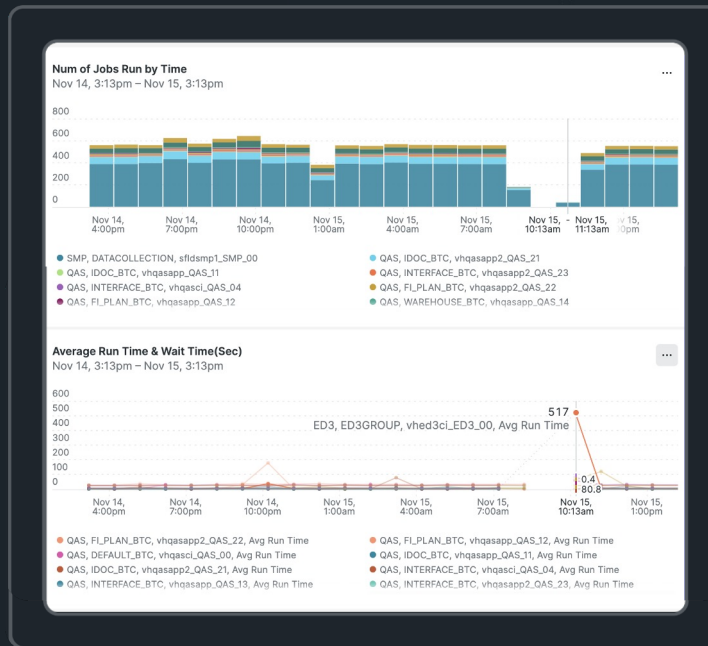 Num of Jobs Run by Time
Nov 14, 3:13pm – Nov 15, 3:13pm
...
800
600
400
200
0
Nov 14, 4:00pm
Nov 14, 7:00pm
Nov 14, 10:00pm
Nov 15, 1:00am
Nov 15, 4:00am
Nov 15, 7:00am
Nov 15, 10:13am – Nov 15, 11:13am
SMP, DATACOLLECTION, sfldsmp1_SMP_00
QAS, IDOC_BTC, vhqasapp2_QAS_21
QAS, IDOC_BTC, vhqasapp_QAS_11
QAS, INTERFACE_BTC, vhqasapp2_QAS_23
QAS, INTERFACE_BTC, vhqasci_QAS_04
QAS, FI_PLAN_BTC, vhqasapp2_QAS_22
QAS, FI_PLAN_BTC, vhqasapp_QAS_12
QAS, WAREHOUSE_BTC, vhqasapp_QAS_14
Average Run Time & Wait Time(Sec)
Nov 14, 3:13pm – Nov 15, 3:13pm
...
600
500
400
300
200
100
0
517
ED3, ED3GROUP, vhed3ci_ED3_00, Avg Run Time
0.4
80.8
Nov 14, 4:00pm
Nov 14, 7:00pm
Nov 14, 10:00pm
Nov 15, 1:00am
Nov 15, 4:00am
Nov 15, 7:00am
Nov 15, 10:13am
Nov 15, 1:00pm
QAS, FI_PLAN_BTC, vhqasapp2_QAS_22, Avg Run Time
QAS, FI_PLAN_BTC, vhqasapp_QAS_12, Avg Run Time
QAS, DEFAULT_BTC, vhqasci_QAS_00, Avg Run Time
QAS, IDOC_BTC, vhqasapp_QAS_11, Avg Run Time
QAS, IDOC_BTC, vhqasapp2_QAS_21, Avg Run Time
QAS, INTERFACE_BTC, vhqasci_QAS_04, Avg Run Time
QAS, INTERFACE_BTC, vhqasapp_QAS_13, Avg Run Time
QAS, INTERFACE_BTC, vhqasapp2_QAS_23, Avg Run Time